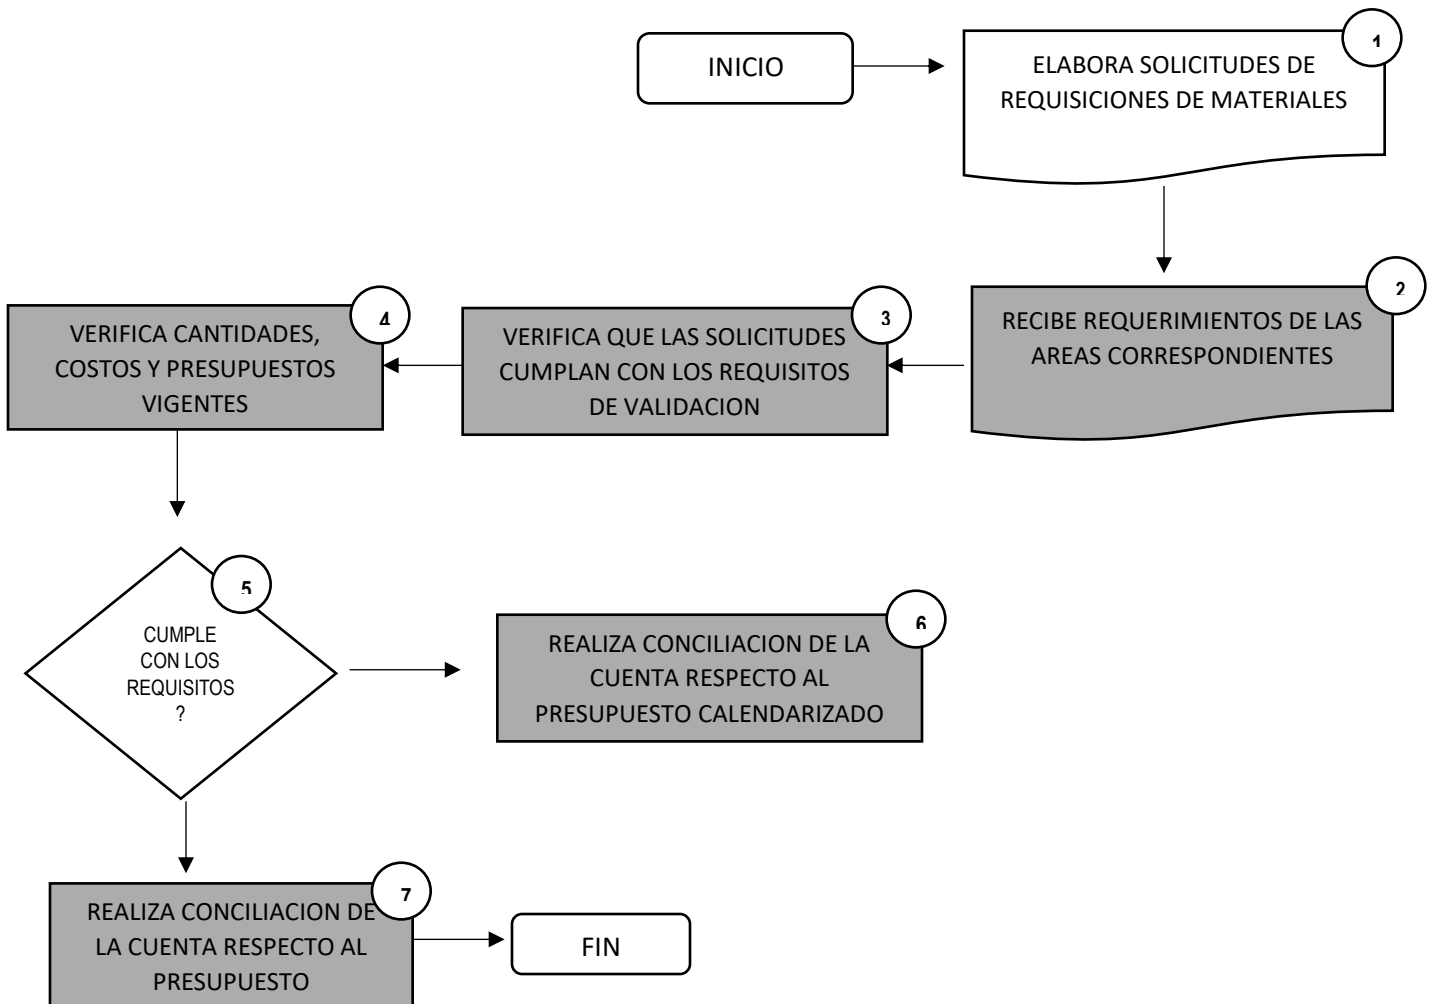 INICIO
1
ELABORA SOLICITUDES DE
REQUISICIONES DE MATERIALES
2
RECIBE REQUERIMIENTOS DE LAS
AREAS CORRESPONDIENTES
3
VERIFICA QUE LAS SOLICITUDES
CUMPLAN CON LOS REQUISITOS
DE VALIDACION
4
VERIFICA CANTIDADES,
COSTOS Y PRESUPUESTOS
VIGENTES
5
CUMPLE
CON LOS
REQUISITOS
?
6
REALIZA CONCILIACION DE LA
CUENTA RESPECTO AL
PRESUPUESTO CALENDARIZADO
7
REALIZA CONCILIACION DE
LA CUENTA RESPECTO AL
PRESUPUESTO
FIN